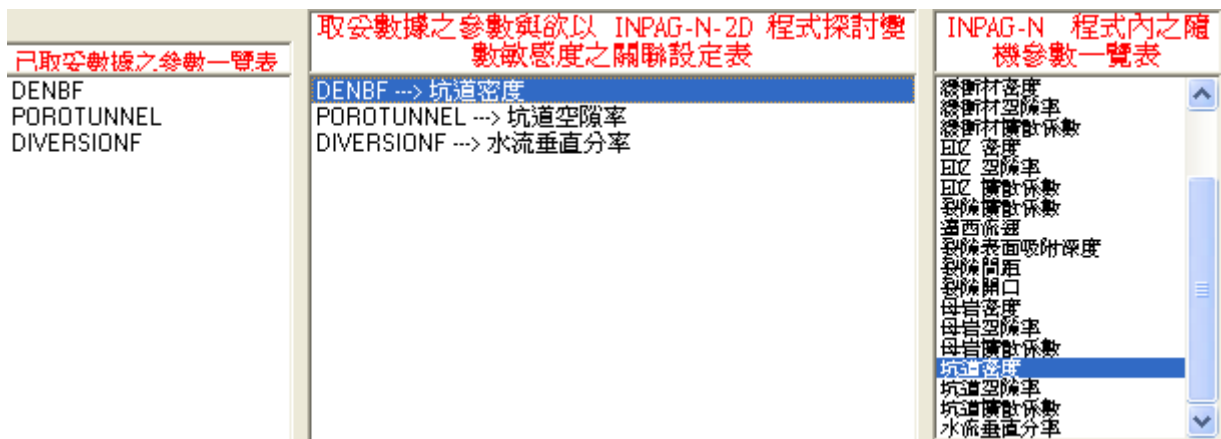 已取妥數據之參數一覽表
DENBF
POROTUNNEL
DIVERSIONF
取妥數據之參數與欲以 INPAG-N-2D 程式探討變
數敏感度之關聯設定表
DENBF ---> 坑道密度
POROTUNNEL ---> 坑道空隙率
DIVERSIONF ---> 水流垂直分率
INPAG-N 程式內之隨
機參數一覽表
緩衝材密度
緩衝材空隙率
緩衝材擴散係數
EDZ 密度
EDZ 空隙率
EDZ 擴散係數
裂隙擴散係數
達西流速
裂隙表面吸附深度
裂隙間距
裂隙開口
母岩密度
母岩空隙率
母岩擴散係數
坑道密度
坑道空隙率
坑道擴散係數
水流垂直分率